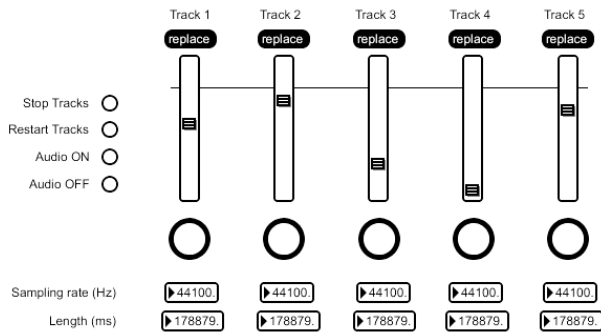 Track 1 Track 2 Track 3 Track 4 Track 5
replace replace replace replace replace
Stop Tracks
Restart Tracks
Audio ON
Audio OFF
Sampling rate (Hz) 44100. 44100. 44100. 44100. 44100.
Length (ms) 178879. 178879. 178879. 178879. 178879.